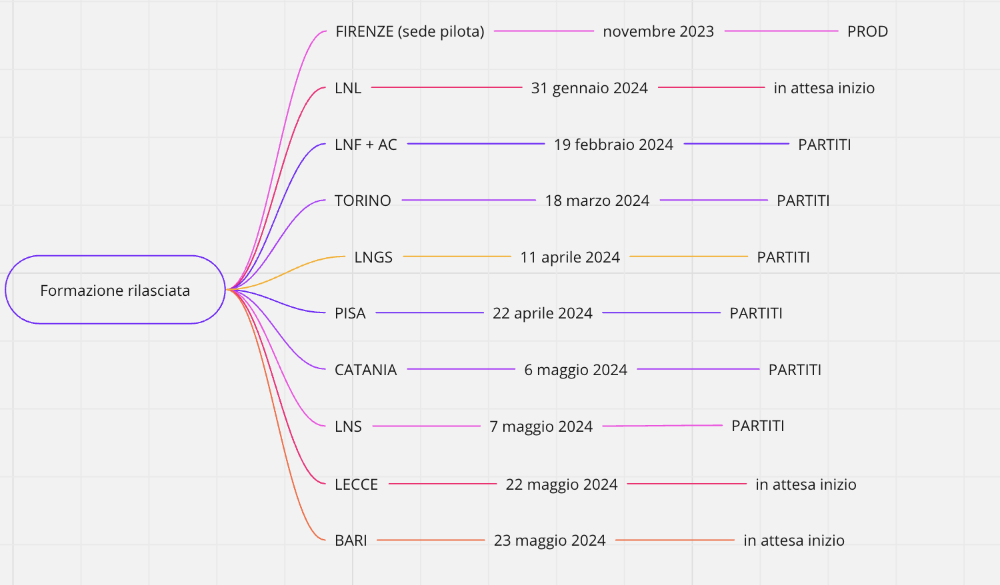 FIRENZE (sede pilota) novembre 2023 PROD
LNL 31 gennaio 2024 in attesa inizio
LNF + AC 19 febbraio 2024 PARTITI
TORINO 18 marzo 2024 PARTITI
LNGS 11 aprile 2024 PARTITI
Formazione rilasciata
PISA 22 aprile 2024 PARTITI
CATANIA 6 maggio 2024 PARTITI
LNS 7 maggio 2024 PARTITI
LECCE 22 maggio 2024 in attesa inizio
BARI 23 maggio 2024 in attesa inizio